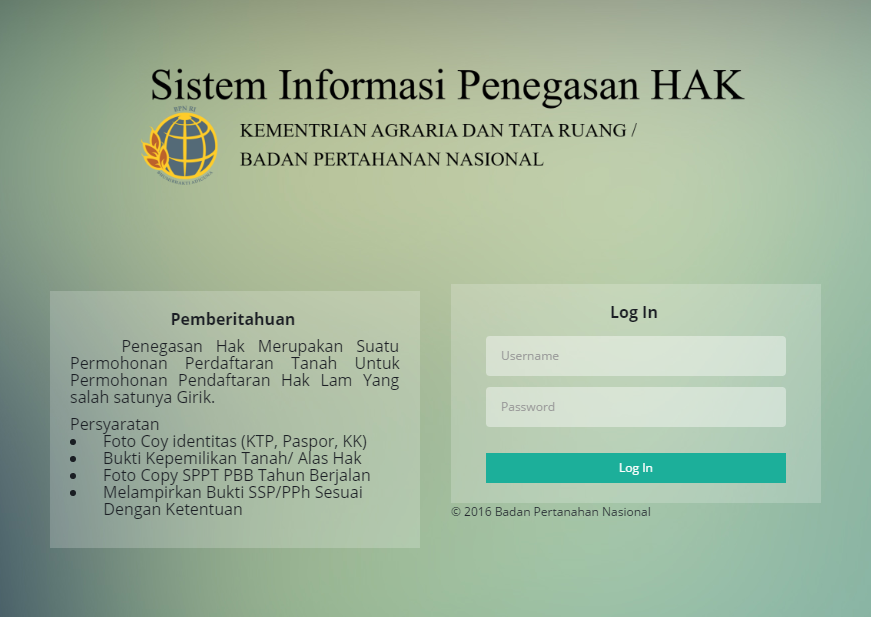 Sistem Informasi Penegasan HAK
BPN RI
KEMENTRIAN AGRARIA DAN TATA RUANG /
BADAN PERTAHANAN NASIONAL
Pemberitahuan
Penegasan Hak Merupakan Suatu
Permohonan Perdaftaran Tanah Untuk
Permohonan Pendaftaran Hak Lam Yang
salah satunya Girik.
Persyaratan
• Foto Coy identitas (KTP, Paspor, KK)
• Bukti Kepemilikan Tanah/ Alas Hak
• Foto Copy SPPT PBB Tahun Berjalan
• Melampirkan Bukti SSP/PPh Sesuai
Dengan Ketentuan
Log In
Username
Password
Log In
© 2016 Badan Pertanahan Nasional